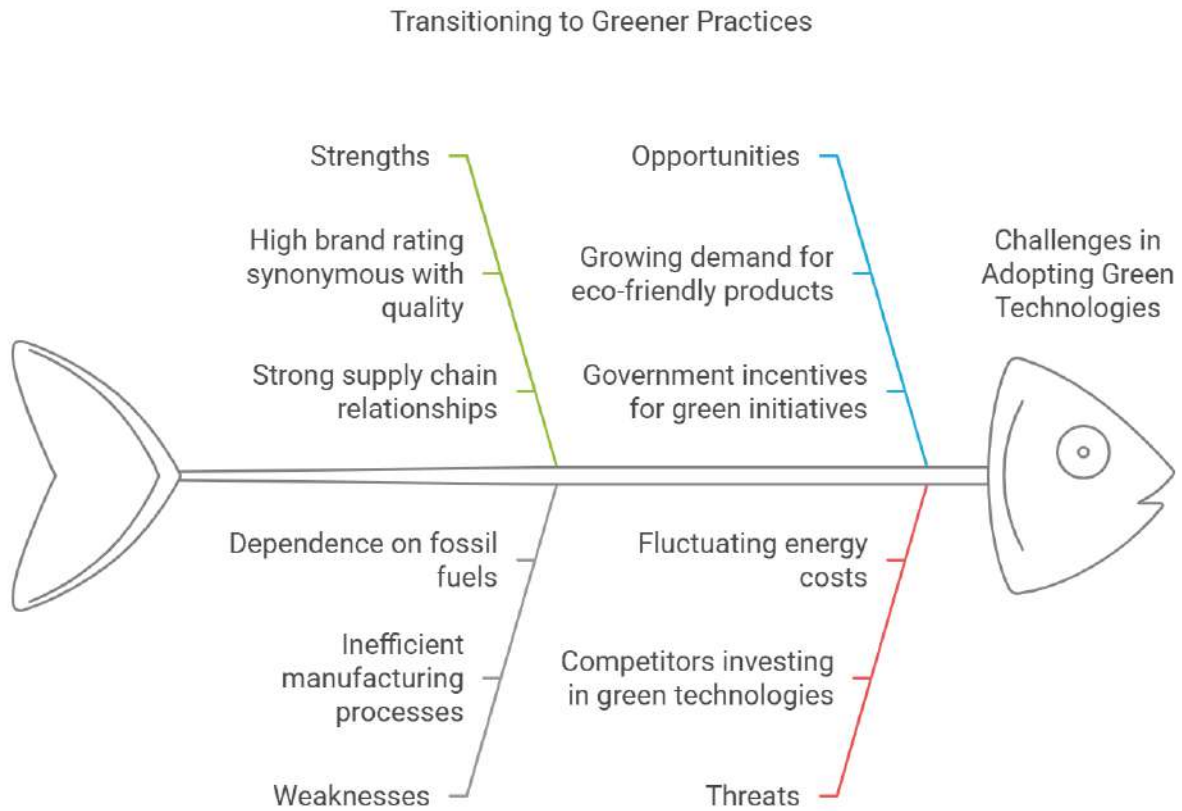 Transitioning to Greener Practices
Strengths
High brand rating
synonymous with
quality
Strong supply chain
relationships
Opportunities
Growing demand for
eco-friendly products
Government incentives
for green initiatives
Challenges in
Adopting Green
Technologies
Dependence on fossil
fuels
Inefficient
manufacturing
processes
Weaknesses
Fluctuating energy
costs
Competitors investing
in green technologies
Threats